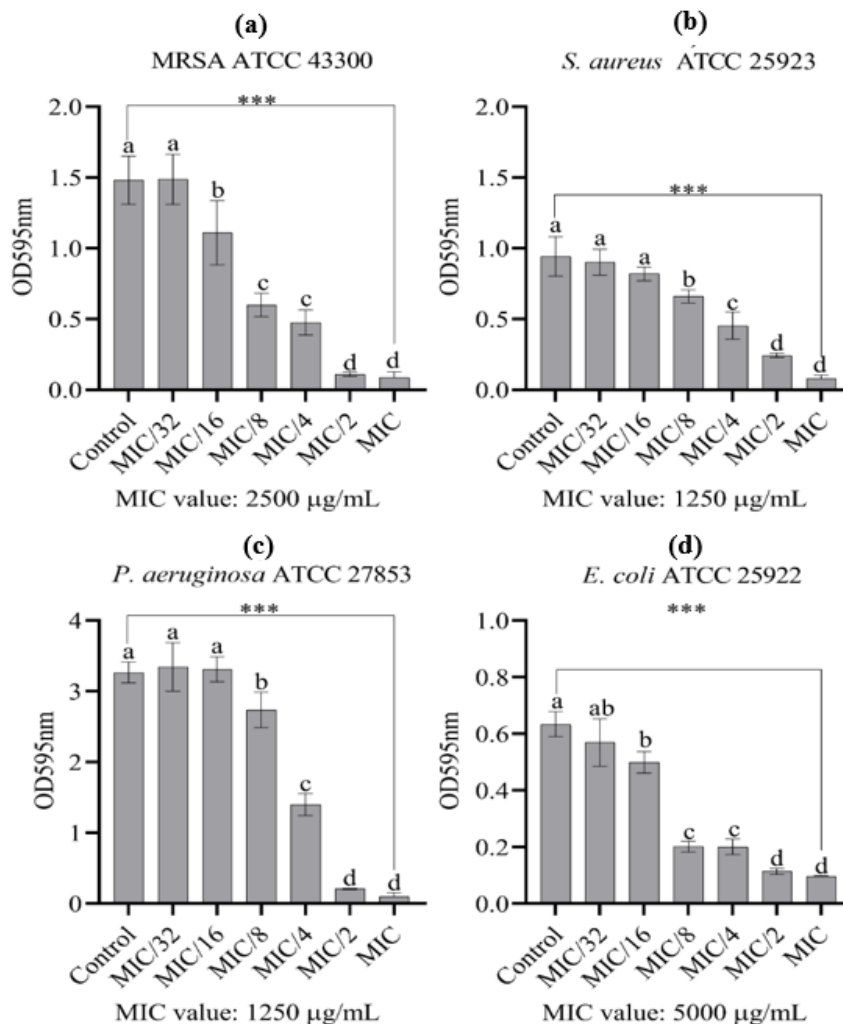 (a)
MRSA ATCC 43300
***
2.0
1.5
1.0
0.5
0.0
OD595nm
a
a
b
c
c
d
d
Control
MIC/32
MIC/16
MIC/8
MIC/4
MIC/2
MIC
MIC value: 2500 µg/mL
(b)
S. aureus ATCC 25923
***
2.0
1.5
1.0
0.5
0.0
OD595nm
a
a
a
b
c
d
d
Control
MIC/32
MIC/16
MIC/8
MIC/4
MIC/2
MIC
MIC value: 1250 µg/mL
(c)
P. aeruginosa ATCC 27853
***
4
3
2
1
0
OD595nm
a
a
a
b
c
d
d
Control
MIC/32
MIC/16
MIC/8
MIC/4
MIC/2
MIC
MIC value: 1250 µg/mL
(d)
E. coli ATCC 25922
***
1.0
0.8
0.6
0.4
0.2
0.0
OD595nm
a
ab
b
c
c
d
d
Control
MIC/32
MIC/16
MIC/8
MIC/4
MIC/2
MIC
MIC value: 5000 µg/mL